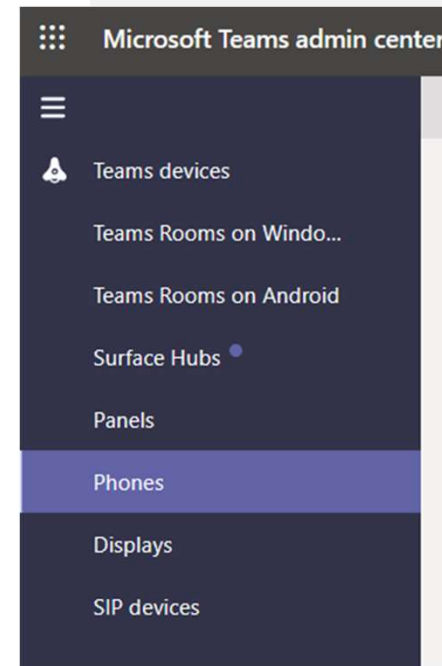 Microsoft Teams admin center
Teams devices
Teams Rooms on Windo...
Teams Rooms on Android
Surface Hubs
Panels
Phones
Displays
SIP devices